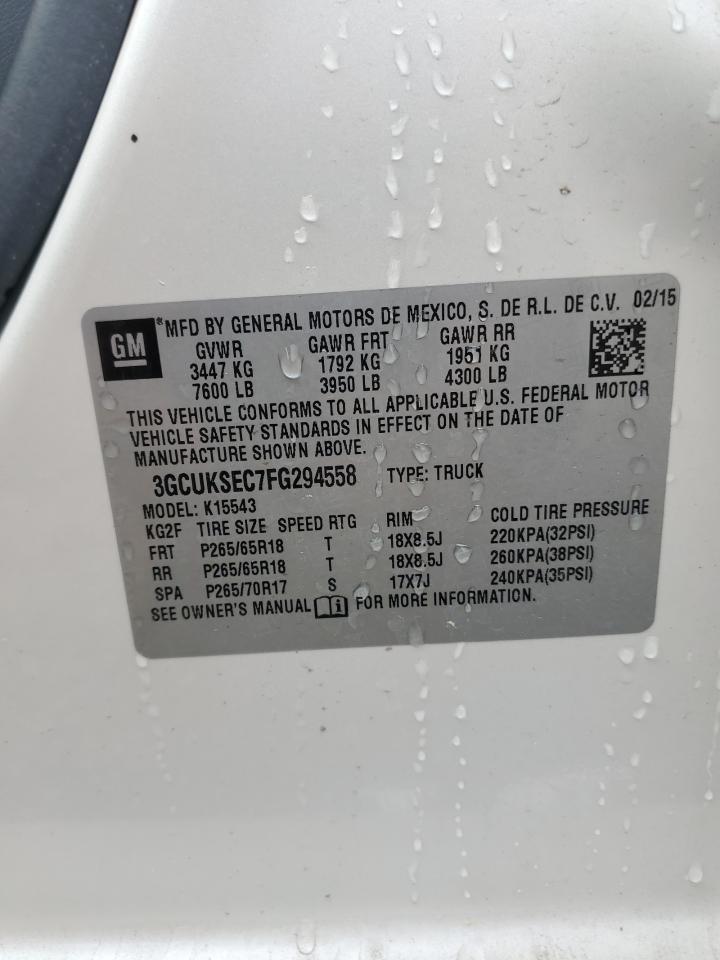 GM
*MFD BY GENERAL MOTORS DE MEXICO, S. DE R.L. DE C.V. 02/15
GVWR GAWR FRT GAWR RR
3447 KG 1792 KG 1951 KG
7600 LB 3950 LB 4300 LB
THIS VEHICLE CONFORMS TO ALL APPLICABLE U.S. FEDERAL MOTOR
VEHICLE SAFETY STANDARDS IN EFFECT ON THE DATE OF
MANUFACTURE SHOWN ABOVE.
3GCUKSEC7FG294558 TYPE: TRUCK
MODEL: K15543
KG2F TIRE SIZE SPEED RTG RIM COLD TIRE PRESSURE
FRT P265/65R18 T 18X8.5J 220KPA(32PSI)
RR P265/65R18 T 18X8.5J 260KPA(38PSI)
SPA P265/70R17 S 17X7J 240KPA(35PSI)
SEE OWNER'S MANUAL i FOR MORE INFORMATION.